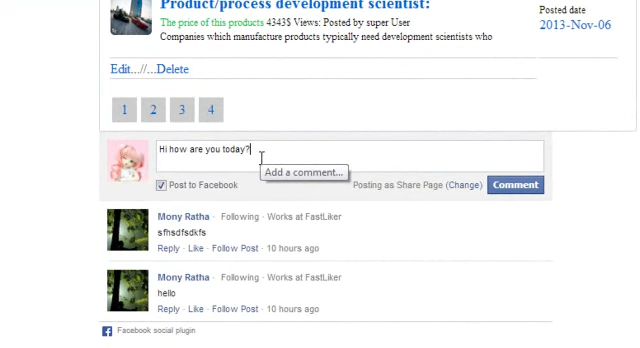 Product/process development scientist:
The price of this products 4343$ Views: Posted by super User
Companies which manufacture products typically need development scientists who
Posted date
2013-Nov-06
Edit...//...Delete
1 2 3 4
Hi how are you today?
Add a comment...
Post to Facebook
Posting as Share Page (Change)
Comment
Mony Ratha · Following · Works at FastLiker
sfhsdfsdkfs
Reply · Like · Follow Post · 10 hours ago
Mony Ratha · Following · Works at FastLiker
hello
Reply · Like · Follow Post · 10 hours ago
Facebook social plugin